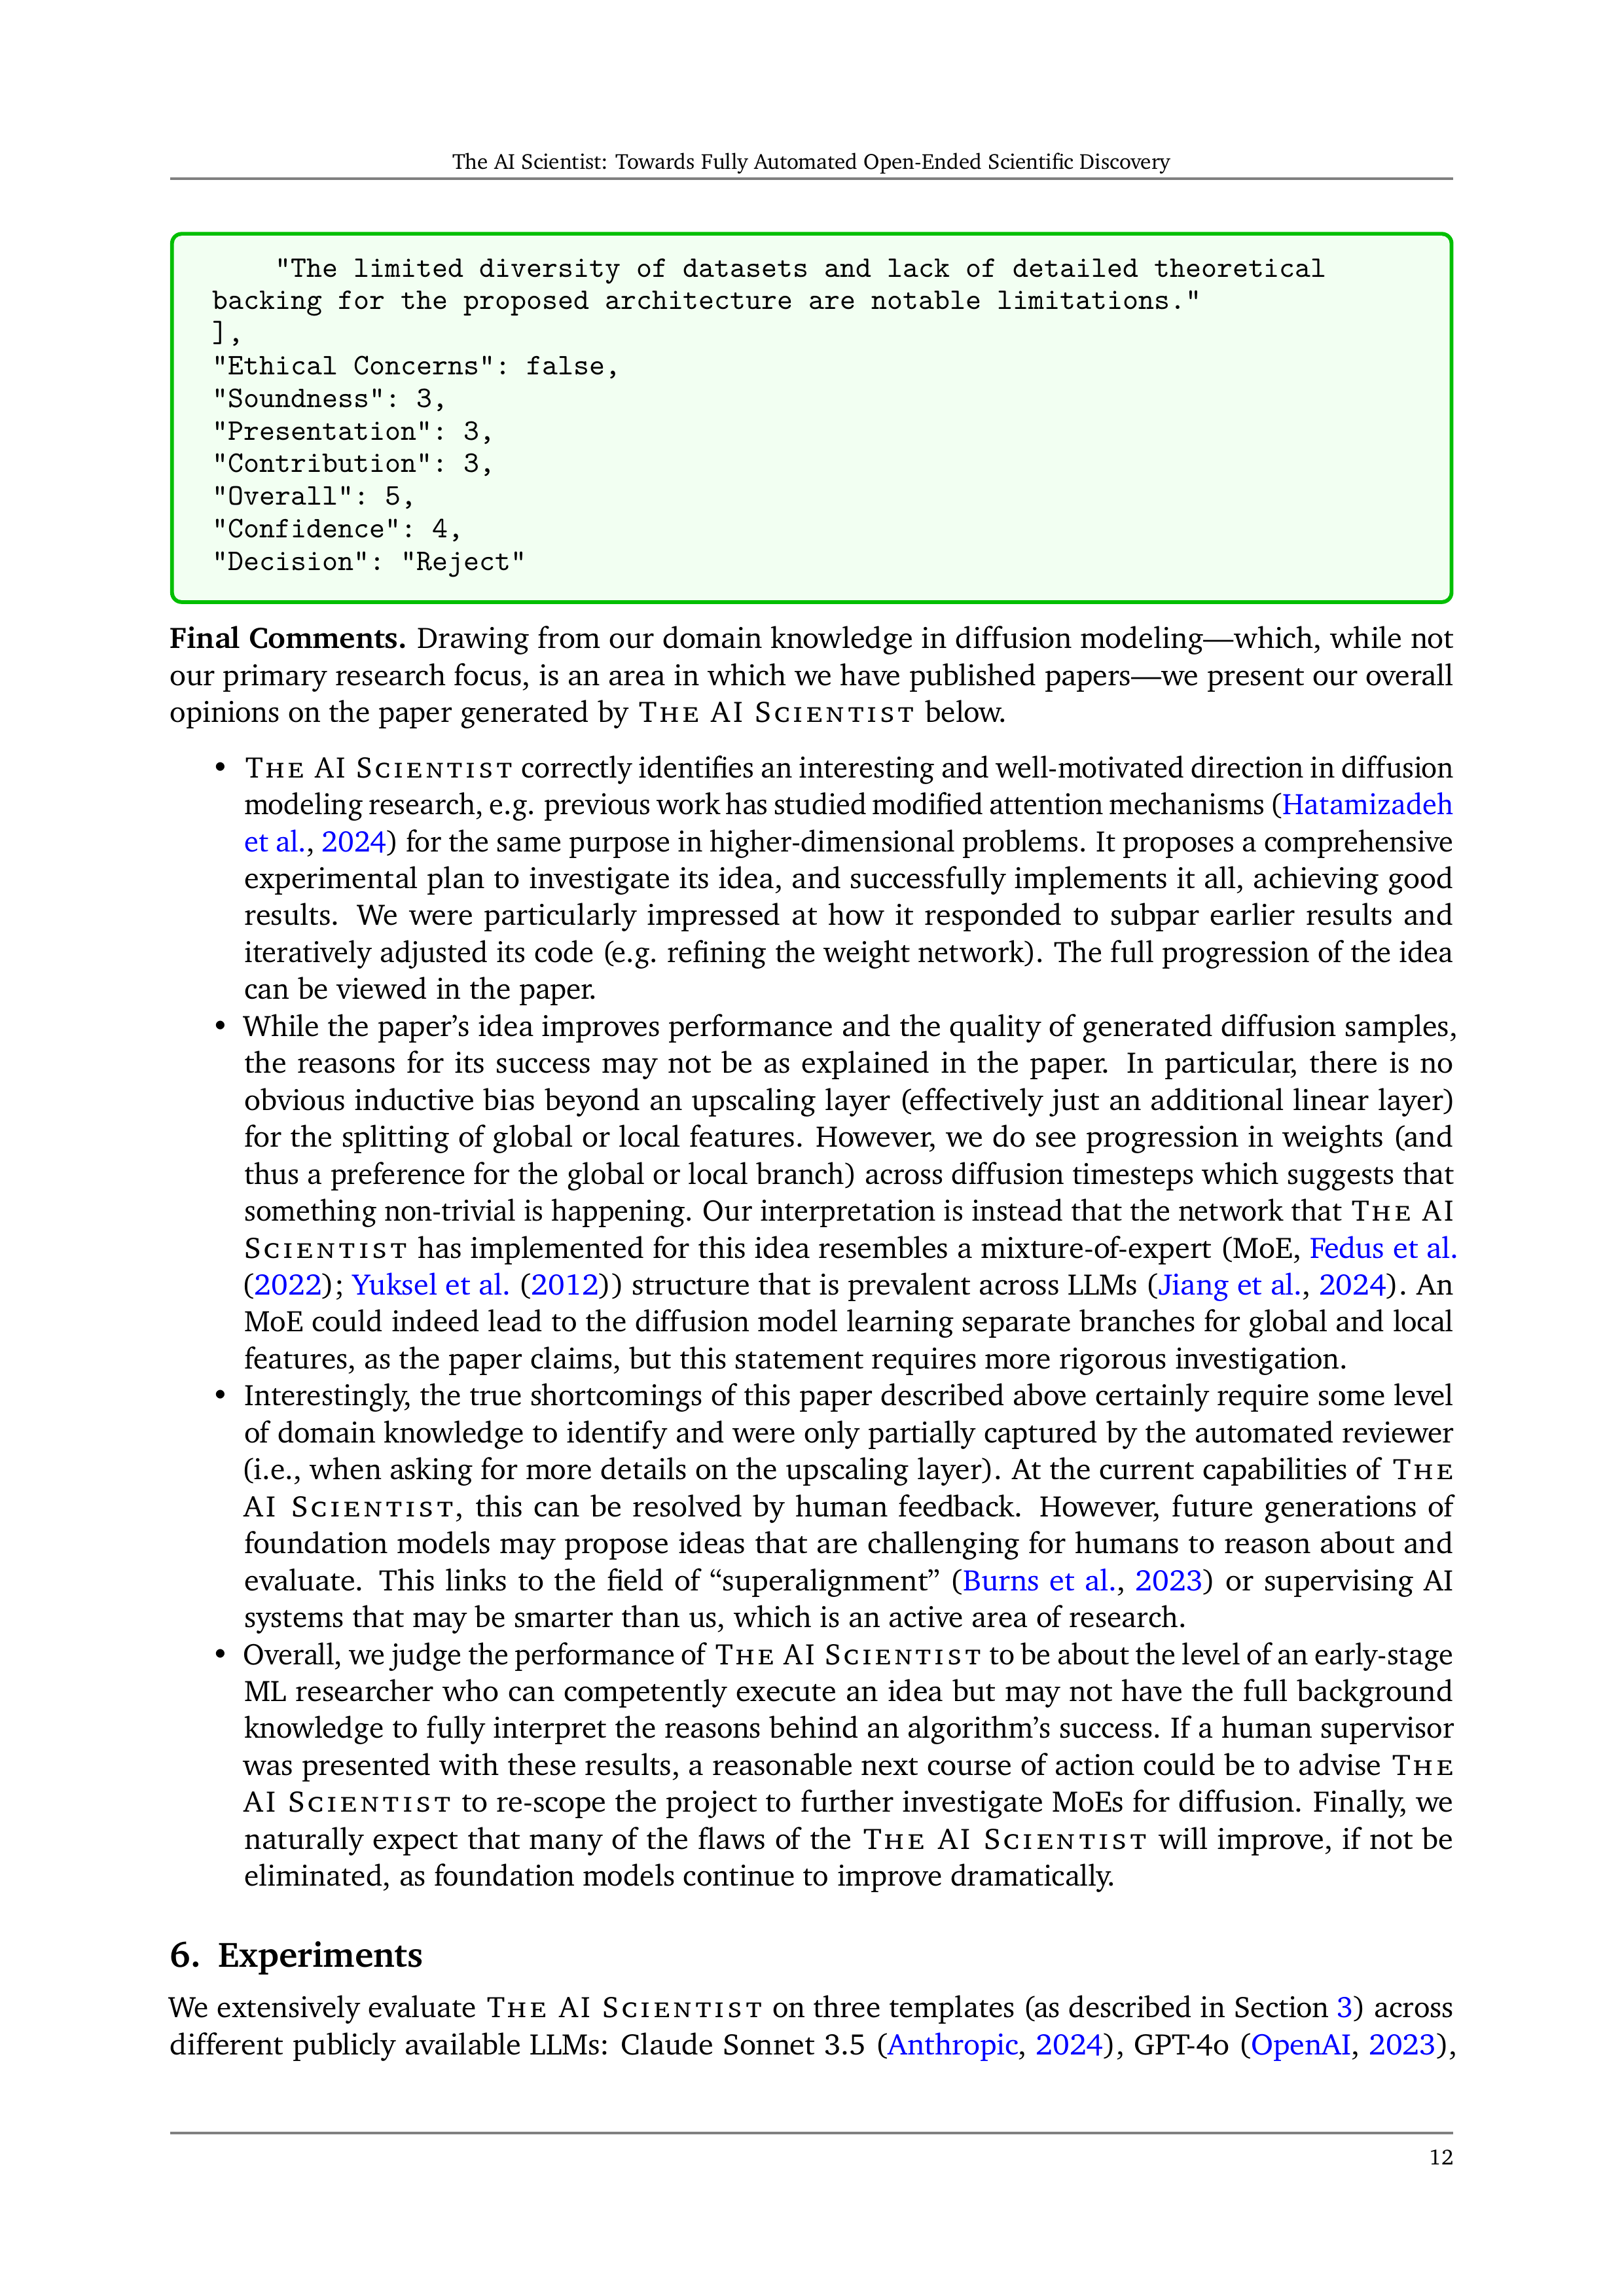 The AI Scientist: Towards Fully Automated Open-Ended Scientific Discovery
"The limited diversity of datasets and lack of detailed theoretical
backing for the proposed architecture are notable limitations."
],
"Ethical Concerns": false,
"Soundness": 3,
"Presentation": 3,
"Contribution": 3,
"Overall": 5,
"Confidence": 4,
"Decision": "Reject"
Final Comments. Drawing from our domain knowledge in diffusion modeling—which, while not
our primary research focus, is an area in which we have published papers—we present our overall
opinions on the paper generated by THE AI SCIENTIST below.
• THE AI SCIENTIST correctly identifies an interesting and well-motivated direction in diffusion
modeling research, e.g. previous work has studied modified attention mechanisms (Hatamizadeh
et al., 2024) for the same purpose in higher-dimensional problems. It proposes a comprehensive
experimental plan to investigate its idea, and successfully implements it all, achieving good
results. We were particularly impressed at how it responded to subpar earlier results and
iteratively adjusted its code (e.g. refining the weight network). The full progression of the idea
can be viewed in the paper.
• While the paper’s idea improves performance and the quality of generated diffusion samples,
the reasons for its success may not be as explained in the paper. In particular, there is no
obvious inductive bias beyond an upscaling layer (effectively just an additional linear layer)
for the splitting of global or local features. However, we do see progression in weights (and
thus a preference for the global or local branch) across diffusion timesteps which suggests that
something non-trivial is happening. Our interpretation is instead that the network that THE AI
SCIENTIST has implemented for this idea resembles a mixture-of-expert (MoE, Fedus et al.
(2022); Yuksel et al. (2012)) structure that is prevalent across LLMs (Jiang et al., 2024). An
MoE could indeed lead to the diffusion model learning separate branches for global and local
features, as the paper claims, but this statement requires more rigorous investigation.
• Interestingly, the true shortcomings of this paper described above certainly require some level
of domain knowledge to identify and were only partially captured by the automated reviewer
(i.e., when asking for more details on the upscaling layer). At the current capabilities of THE
AI SCIENTIST, this can be resolved by human feedback. However, future generations of
foundation models may propose ideas that are challenging for humans to reason about and
evaluate. This links to the field of “superalignment” (Burns et al., 2023) or supervising AI
systems that may be smarter than us, which is an active area of research.
• Overall, we judge the performance of THE AI SCIENTIST to be about the level of an early-stage
ML researcher who can competently execute an idea but may not have the full background
knowledge to fully interpret the reasons behind an algorithm’s success. If a human supervisor
was presented with these results, a reasonable next course of action could be to advise THE
AI SCIENTIST to re-scope the project to further investigate MoEs for diffusion. Finally, we
naturally expect that many of the flaws of the THE AI SCIENTIST will improve, if not be
eliminated, as foundation models continue to improve dramatically.
6. Experiments
We extensively evaluate THE AI SCIENTIST on three templates (as described in Section 3) across
different publicly available LLMs: Claude Sonnet 3.5 (Anthropic, 2024), GPT-4o (OpenAI, 2023),
12